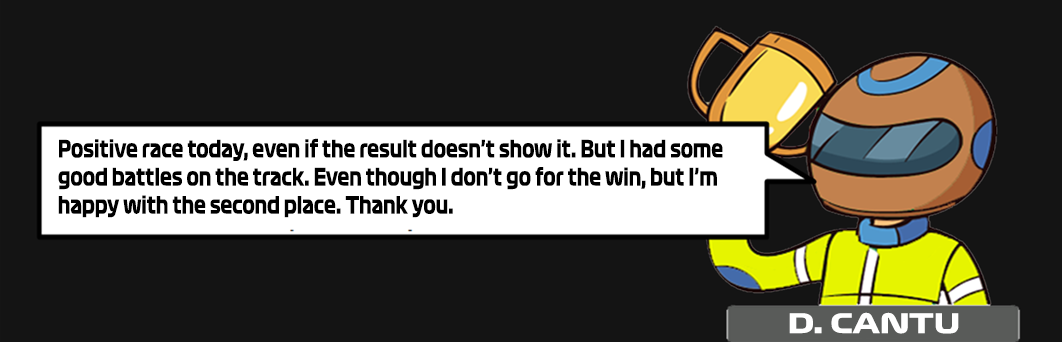 Positive race today, even if the result doesn't show it. But I had some
good battles on the track. Even though I don't go for the win, but I'm
happy with the second place. Thank you.
D. CANTU